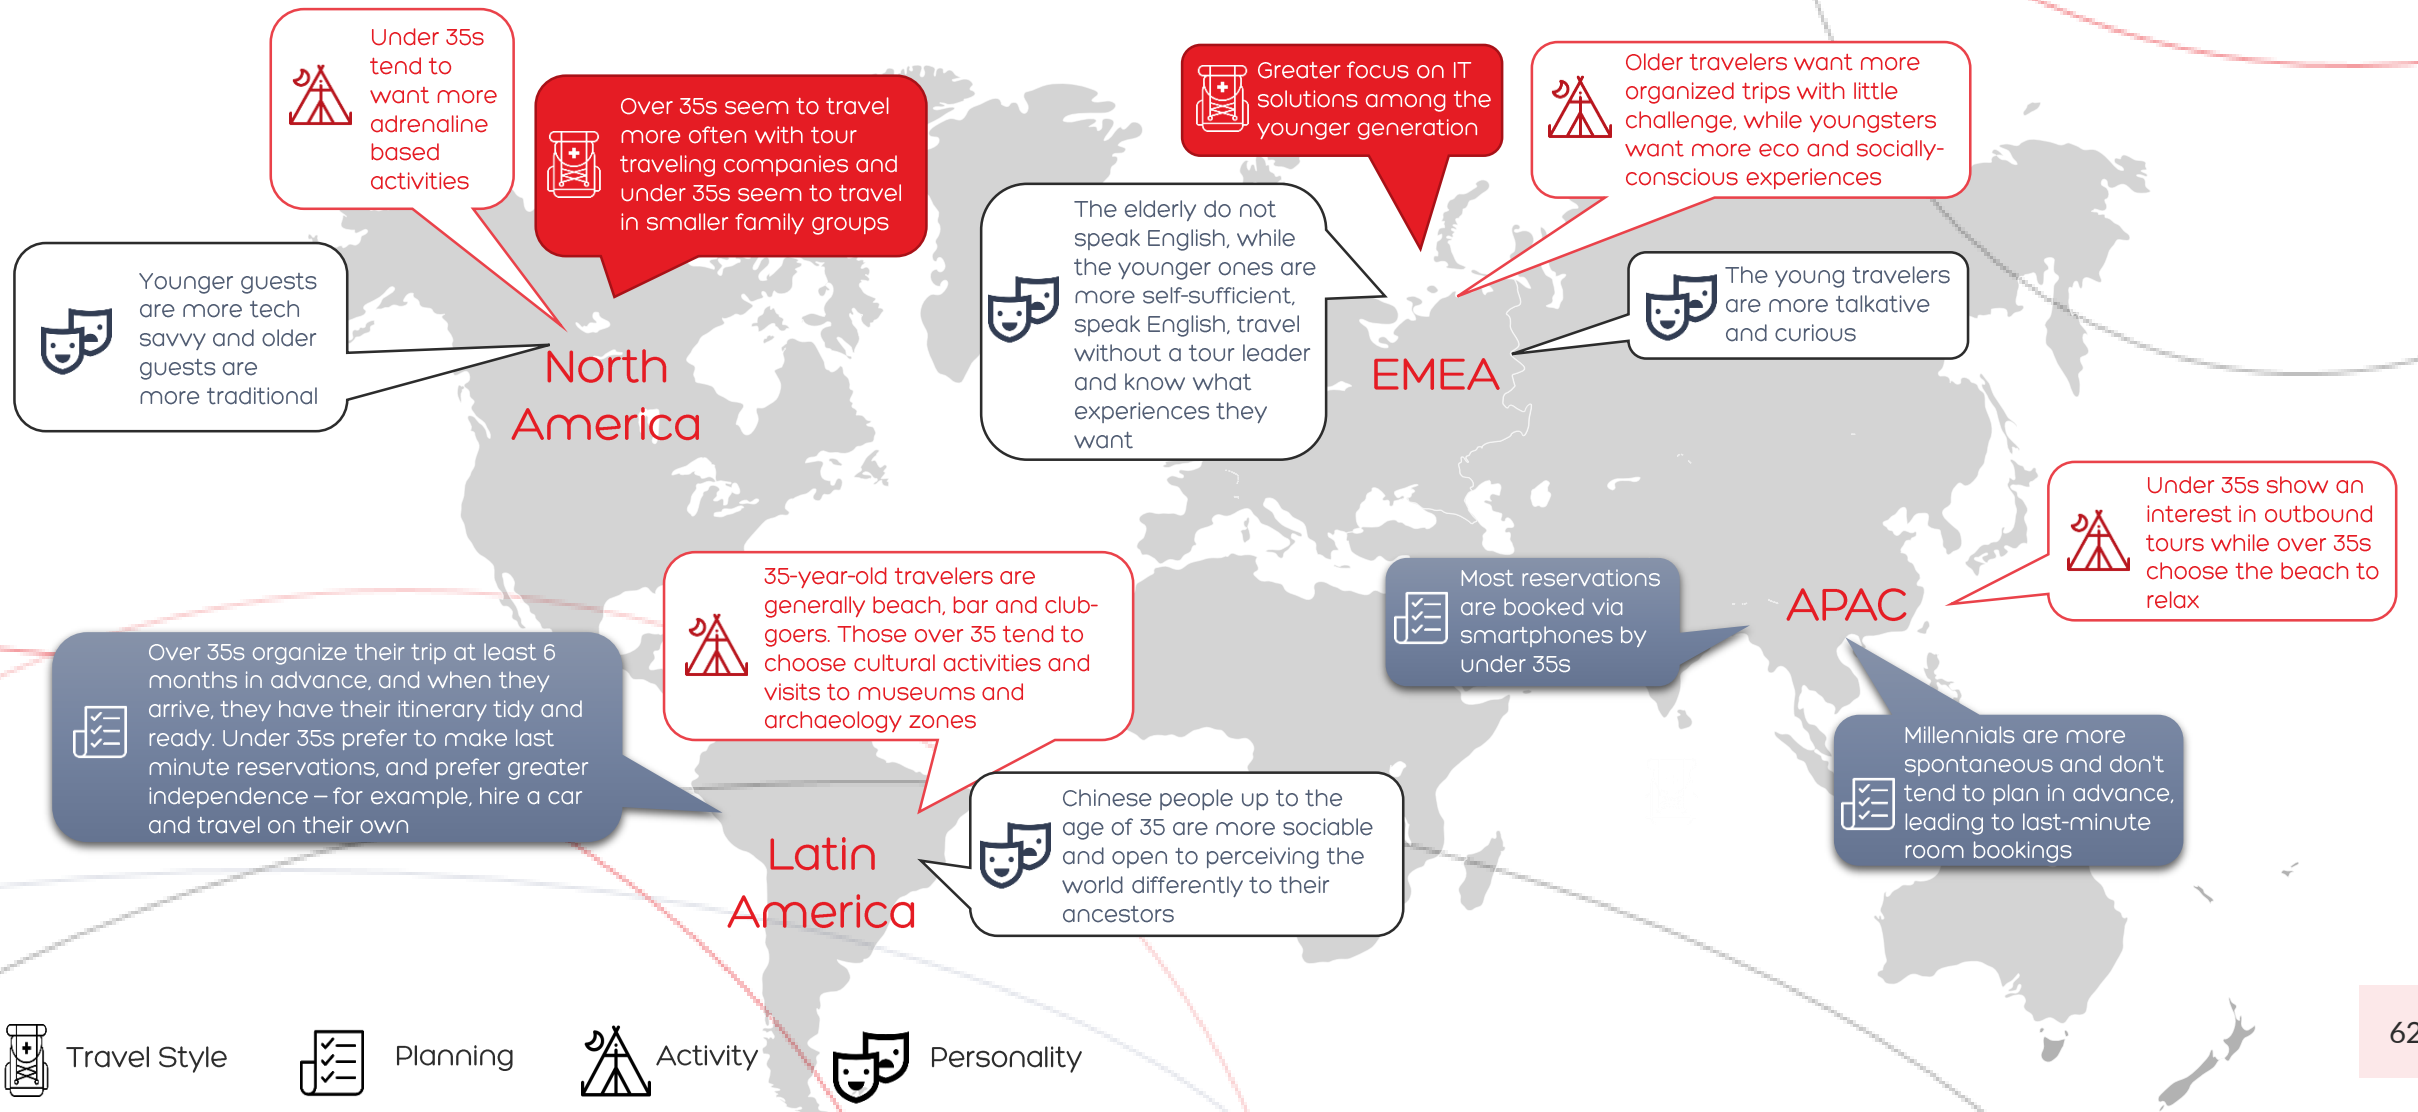 Under 35s
tend to
want more
adrenaline
based
activities
Over 35s seem to travel
more often with tour
traveling companies and
under 35s seem to travel
in smaller family groups
Greater focus on IT
solutions among the
younger generation
Older travelers want more
organized trips with little
challenge, while youngsters
want more eco and socially-
conscious experiences
Younger guests
are more tech
savvy and older
guests are
more traditional
The elderly do not
speak English, while
the younger ones are
more self-sufficient,
speak English, travel
without a tour leader
and know what
experiences they
want
The young travelers
are more talkative
and curious
North
America
EMEA
Under 35s show an
interest in outbound
tours while over 35s
choose the beach to
relax
35-year-old travelers are
generally beach, bar and club-
goers. Those over 35 tend to
choose cultural activities and
visits to museums and
archaeology zones
Most reservations
are booked via
smartphones by
under 35s
APAC
Over 35s organize their trip at least 6
months in advance, and when they
arrive, they have their itinerary tidy and
ready. Under 35s prefer to make last
minute reservations, and prefer greater
independence – for example, hire a car
and travel on their own
Millennials are more
spontaneous and don't
tend to plan in advance,
leading to last-minute
room bookings
Chinese people up to the
age of 35 are more sociable
and open to perceiving the
world differently to their
ancestors
Latin
America
Travel Style
Planning
Activity
Personality
62